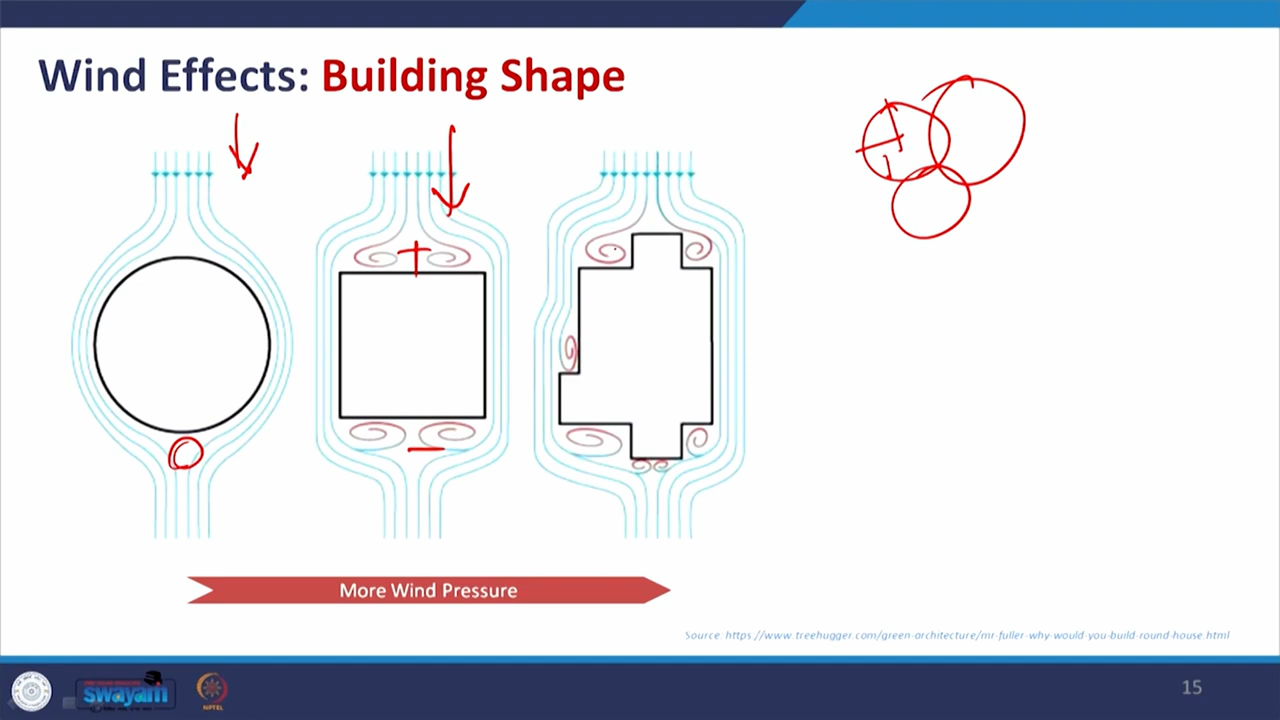 Wind Effects: Building Shape
+
−
More Wind Pressure
Source: https://www.treehugger.com/green-architecture/mr-fuller-why-would-you-build-round-house.html
swayam
NPTEL
15